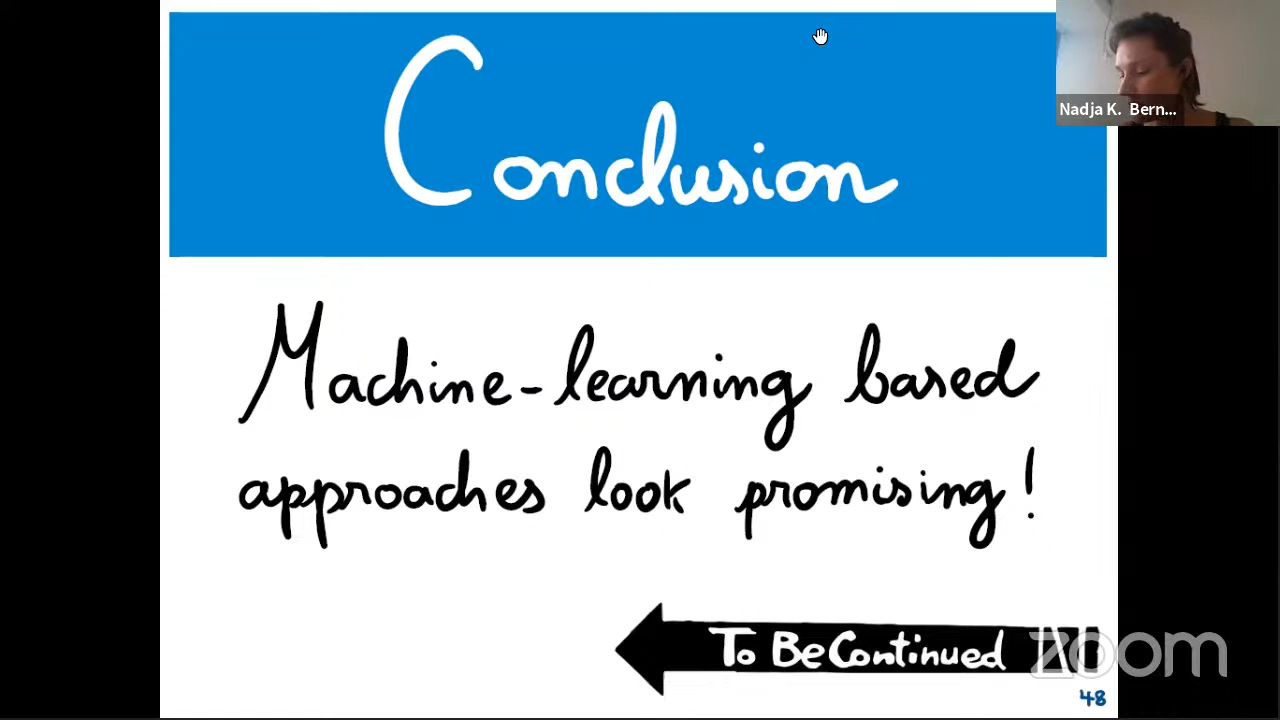 Conclusion
Nadja K. Bern...
Machine-learning based
approaches look promising!
To Be Continued
zoom
48